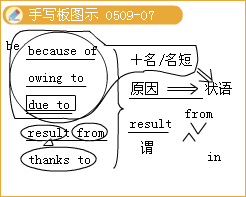 手写板图示 0509-07
be
because of
owing to
due to
result from
thanks to
十名/名短
原因 ⇒ 状语
result from
谓
in